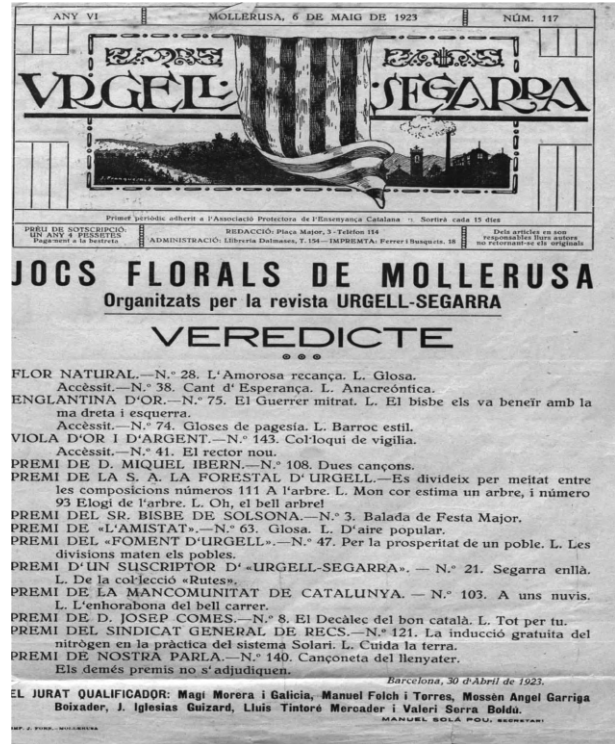 ANY VI
MOLLERUSA, 6 DE MAIG DE 1923
NÚM. 117
URGELL-SEGARRA
Primer periòdic adherit a l'Associació Protectora de l'Ensenyança Catalana :-: Sortirà cada 15 dies
PREU DE SOTSCRIPCIÓ:
UN ANY 4 PESSETES
Pagament a la bestreta
REDACCIÓ: Plaça Major, 3 - Telèfon 114
ADMINISTRACIÓ: Llibreria Dalmases, T. 154—IMPREMTA: Ferrer i Busquets, 18
Dels articles en son
responsables llurs autors
no retornant-se els originals
JOCS FLORALS DE MOLLERUSA
Organitzats per la revista URGELL-SEGARRA
VEREDICTE
FLOR NATURAL.—N.º 28. L'Amorosa recança. L. Glosa.
Accèssit.—N.º 38. Cant d'Esperança. L. Anacreóntica.
ENGLANTINA D'OR.—N.º 75. El Guerrer mitrat. L. El bisbe els va beneïr amb la
ma dreta i esquerra.
Accèssit.—N.º 74. Gloses de pagesía. L. Barroc estil.
VIOLA D'OR I D'ARGENT.—N.º 143. Col·loqui de vigilia.
Accèssit.—N.º 41. El rector nou.
PREMI DE D. MIQUEL IBERN.—N.º 108. Dues cançons.
PREMI DE LA S. A. LA FORESTAL D'URGELL.—Es divideix per meitat entre
les composicions números 111 A l'arbre. L. Mon cor estima un arbre, i número
93 Elogi de l'arbre. L. Oh, el bell arbre!
PREMI DEL SR. BISBE DE SOLSONA.—N.º 3. Balada de Festa Major.
PREMI DE «L'AMISTAT».—N.º 63. Glosa. L. D'aire popular.
PREMI DEL «FOMENT D'URGELL».—N.º 47. Per la prosperitat de un poble. L. Les
divisions maten els pobles.
PREMI D'UN SUSCRIPTOR D'«URGELL-SEGARRA». — N.º 21. Segarra enllà.
L. De la col·lecció «Rutes».
PREMI DE LA MANCOMUNITAT DE CATALUNYA. — N.º 103. A uns nuvis.
L. L'enhorabona del bell carrer.
PREMI DE D. JOSEP COMES.—N.º 8. El Decàlec del bon català. L. Tot per tu.
PREMI DEL SINDICAT GENERAL DE RECS.—N.º 121. La inducció gratuita del
nitrògen en la pràctica del sistema Solari. L. Cuida la terra.
PREMI DE NOSTRA PARLA.—N.º 140. Cançoneta del llenyater.
Els demés premis no s'adjudiquen.
Barcelona, 30 d'Abril de 1923.
EL JURAT QUALIFICADOR: Magí Morera i Galicia, Manuel Folch i Torres, Mossèn Angel Garriga
Boixader, J. Iglesias Guizard, Lluis Tintoré Mercader i Valeri Serra Boldú.
MANUEL SOLÁ POU, SECRETARI